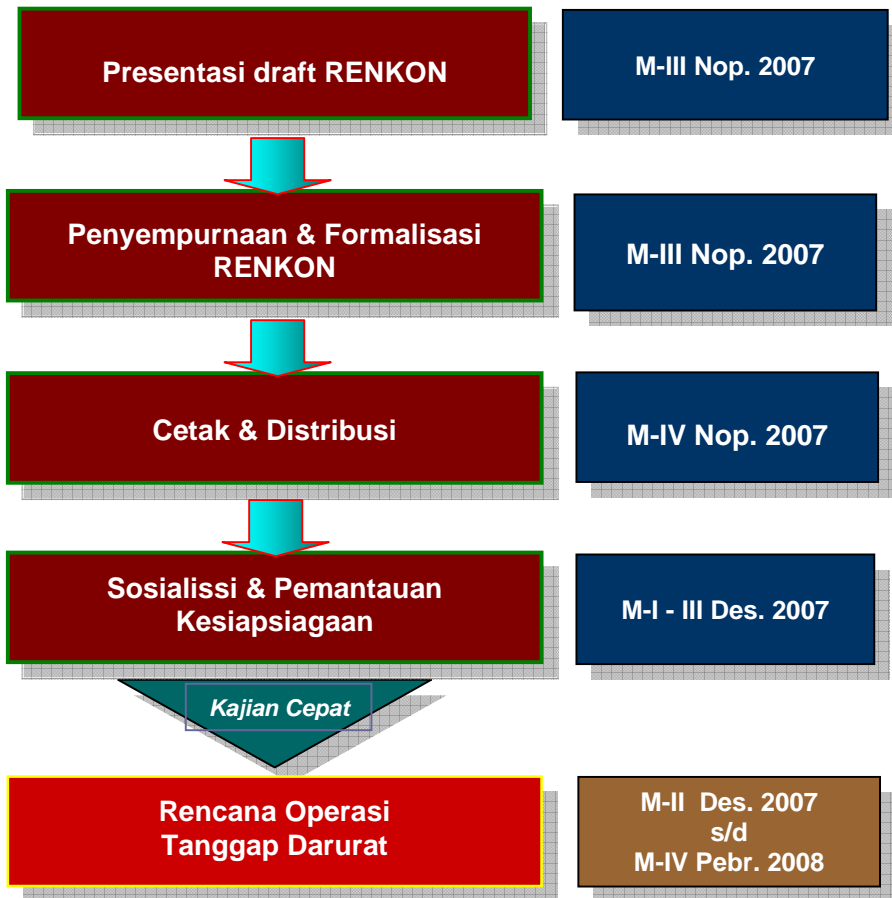 Presentasi draft RENKON
M-III Nop. 2007
Penyempurnaan & Formalisasi
RENKON
M-III Nop. 2007
Cetak & Distribusi
M-IV Nop. 2007
Sosialissi & Pemantauan
Kesiapsiagaan
M-I - III Des. 2007
Kajian Cepat
Rencana Operasi
Tanggap Darurat
M-II Des. 2007
s/d
M-IV Pebr. 2008